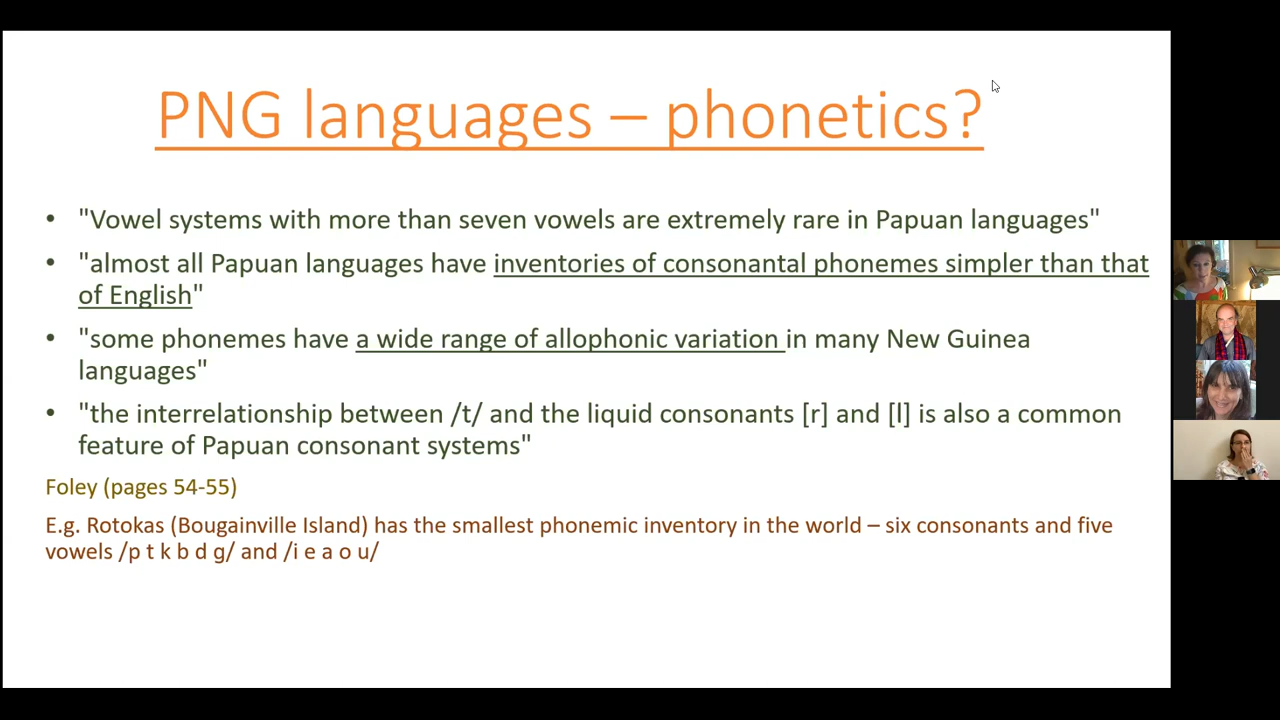 PNG languages – phonetics?
• "Vowel systems with more than seven vowels are extremely rare in Papuan languages"
• "almost all Papuan languages have inventories of consonantal phonemes simpler than that
of English"
• "some phonemes have a wide range of allophonic variation in many New Guinea
languages"
• "the interrelationship between /t/ and the liquid consonants [r] and [l] is also a common
feature of Papuan consonant systems"
Foley (pages 54-55)
E.g. Rotokas (Bougainville Island) has the smallest phonemic inventory in the world – six consonants and five
vowels /p t k b d g/ and /i e a o u/